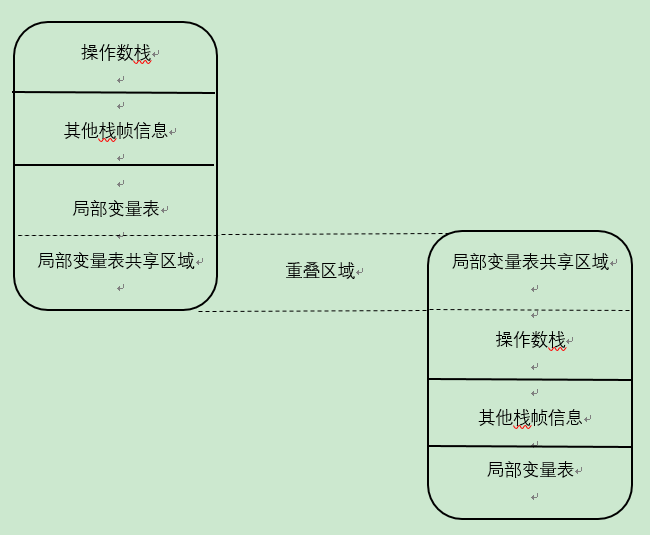 操作数栈
其他栈帧信息
局部变量表
局部变量表共享区域
重叠区域
局部变量表共享区域
操作数栈
其他栈帧信息
局部变量表